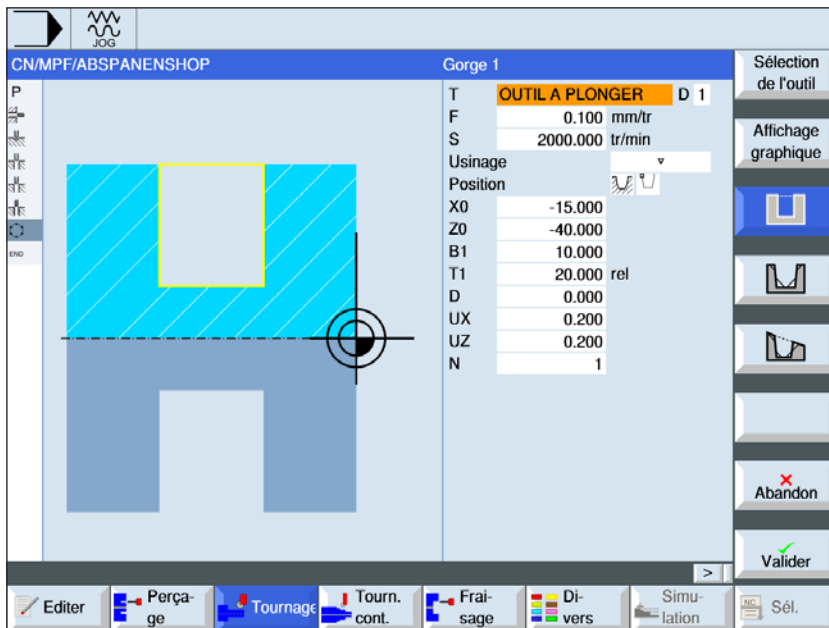 JOG
CN/MPF/ABSPANENSHOP
Gorge 1
P
END
T OUTIL A PLONGER D 1
F 0.100 mm/tr
S 2000.000 tr/min
Usinage ▿
Position
X0 -15.000
Z0 -40.000
B1 10.000
T1 20.000 rel
D 0.000
UX 0.200
UZ 0.200
N 1
Sélection
de l'outil
Affichage
graphique
Abandon
Valider
>
Editer
Perça-
ge
Tournage
Tourn.
cont.
Frai-
sage
Di-
vers
Simu-
lation
NC
Sél.